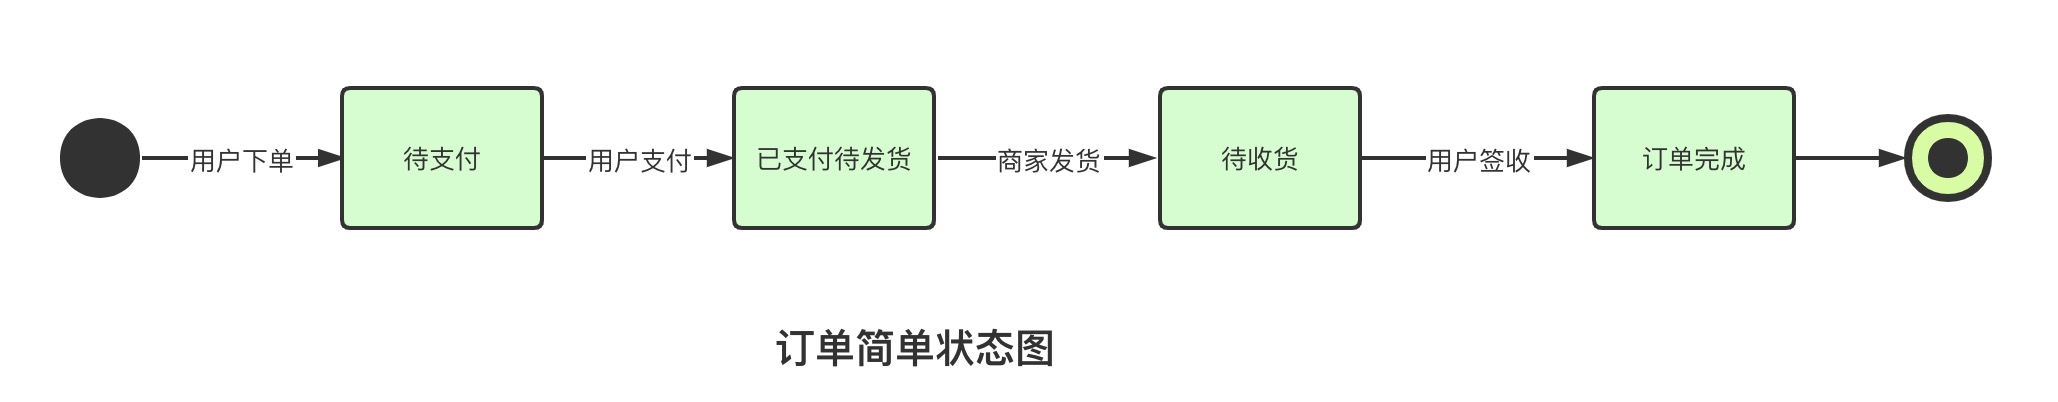 用户下单
待支付
用户支付
已支付待发货
商家发货
待收货
用户签收
订单完成
订单简单状态图